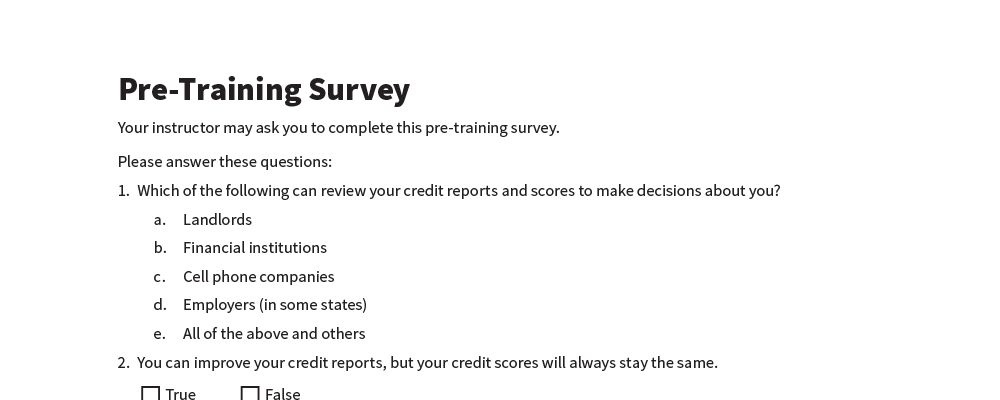 Pre-Training Survey
Your instructor may ask you to complete this pre-training survey.
Please answer these questions:
1. Which of the following can review your credit reports and scores to make decisions about you?
a. Landlords
b. Financial institutions
c. Cell phone companies
d. Employers (in some states)
e. All of the above and others
2. You can improve your credit reports, but your credit scores will always stay the same.
True False